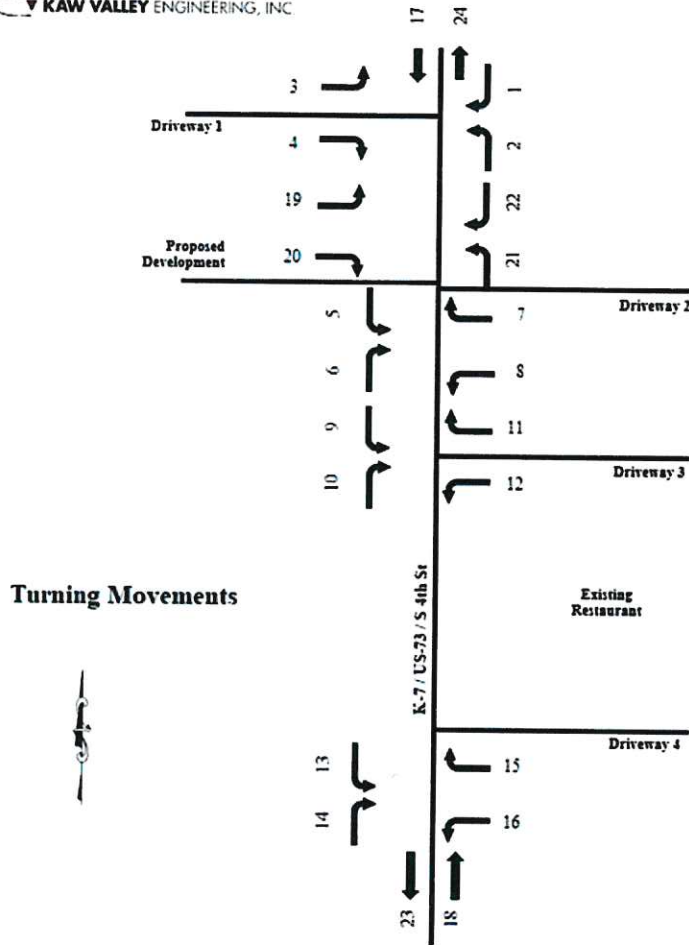 KAW VALLEY ENGINEERING, INC
17
24
3
1
Driveway 1
4
2
19
22
Proposed
Development
20
21
5
7
Driveway 2
6
8
9
11
10
12
Driveway 3
Turning Movements
K-7 / US-73 / S 4th St
Existing
Restaurant
13
15
Driveway 4
14
16
23
18